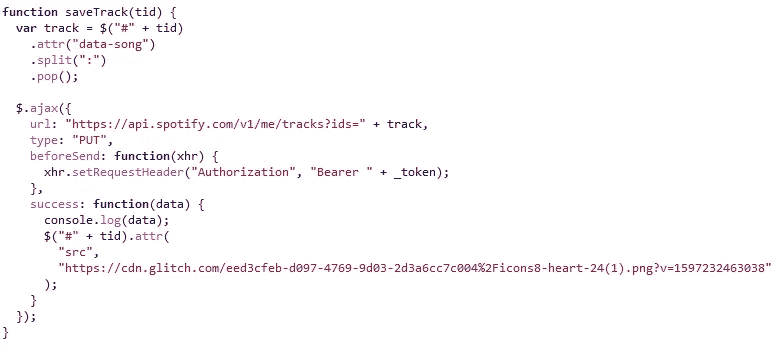 function saveTrack(tid) {
  var track = $("#" + tid)
    .attr("data-song")
    .split(":")
    .pop();

  $.ajax({
    url: "https://api.spotify.com/v1/me/tracks?ids=" + track,
    type: "PUT",
    beforeSend: function(xhr) {
      xhr.setRequestHeader("Authorization", "Bearer " + _token);
    },
    success: function(data) {
      console.log(data);
      $("#" + tid).attr(
        "src",
        "https://cdn.glitch.com/eed3cfeb-d097-4769-9d03-2d3a6cc7c004%2Ficons8-heart-24(1).png?v=1597232463038"
      );
    }
  });
}